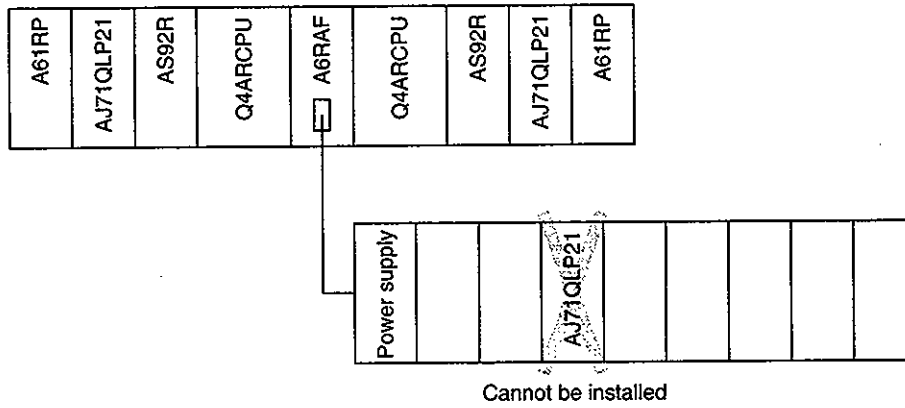 A61RP
AJ71QLP21
AS92R
Q4ARCPU
A6RAF
Q4ARCPU
AS92R
AJ71QLP21
A61RP
Power supply
AJ71QLP21
Cannot be installed